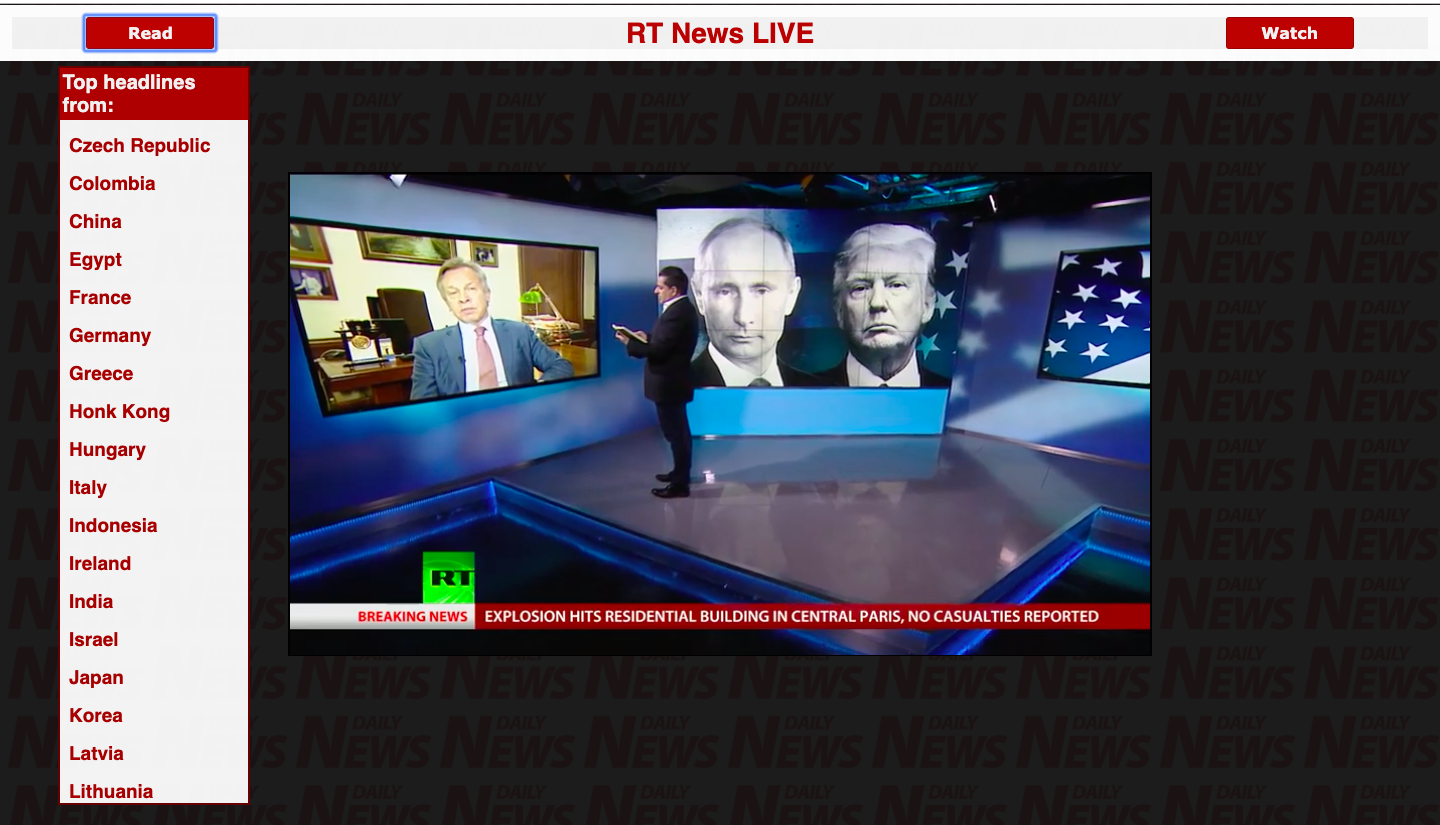 Read
RT News LIVE
Watch
Top headlines
from:
Czech Republic
Colombia
China
Egypt
France
Germany
Greece
Honk Kong
Hungary
Italy
Indonesia
Ireland
India
Israel
Japan
Korea
Latvia
Lithuania
RT
BREAKING NEWS
EXPLOSION HITS RESIDENTIAL BUILDING IN CENTRAL PARIS, NO CASUALTIES REPORTED
DAILY
NEWS